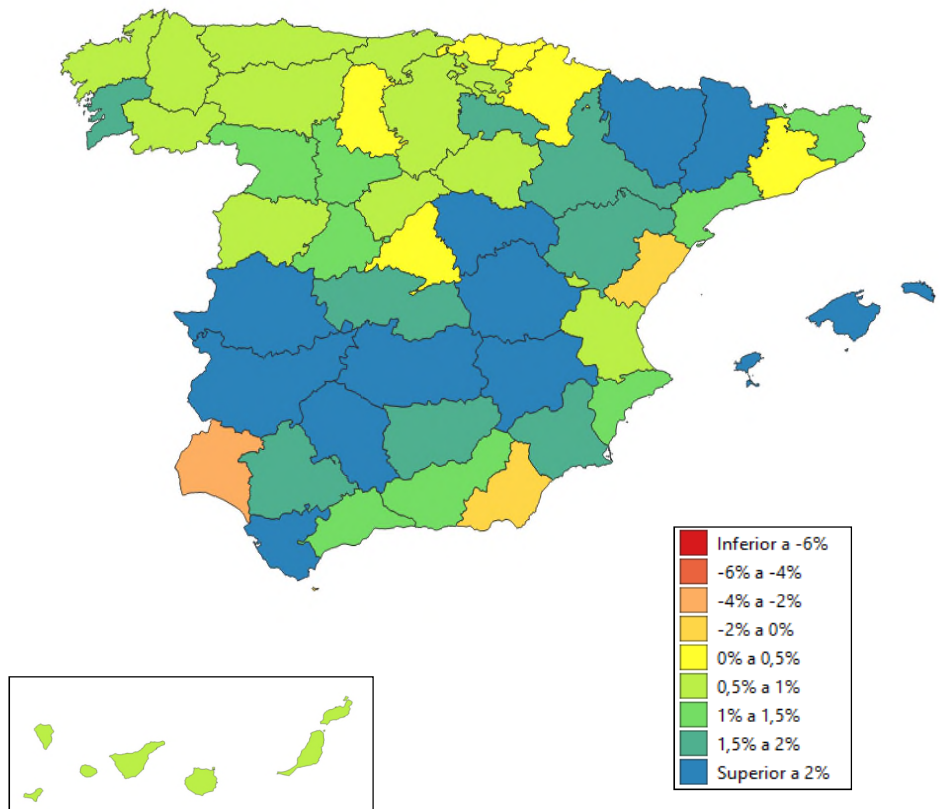 Inferior a -6%
-6% a -4%
-4% a -2%
-2% a 0%
0% a 0,5%
0,5% a 1%
1% a 1,5%
1,5% a 2%
Superior a 2%